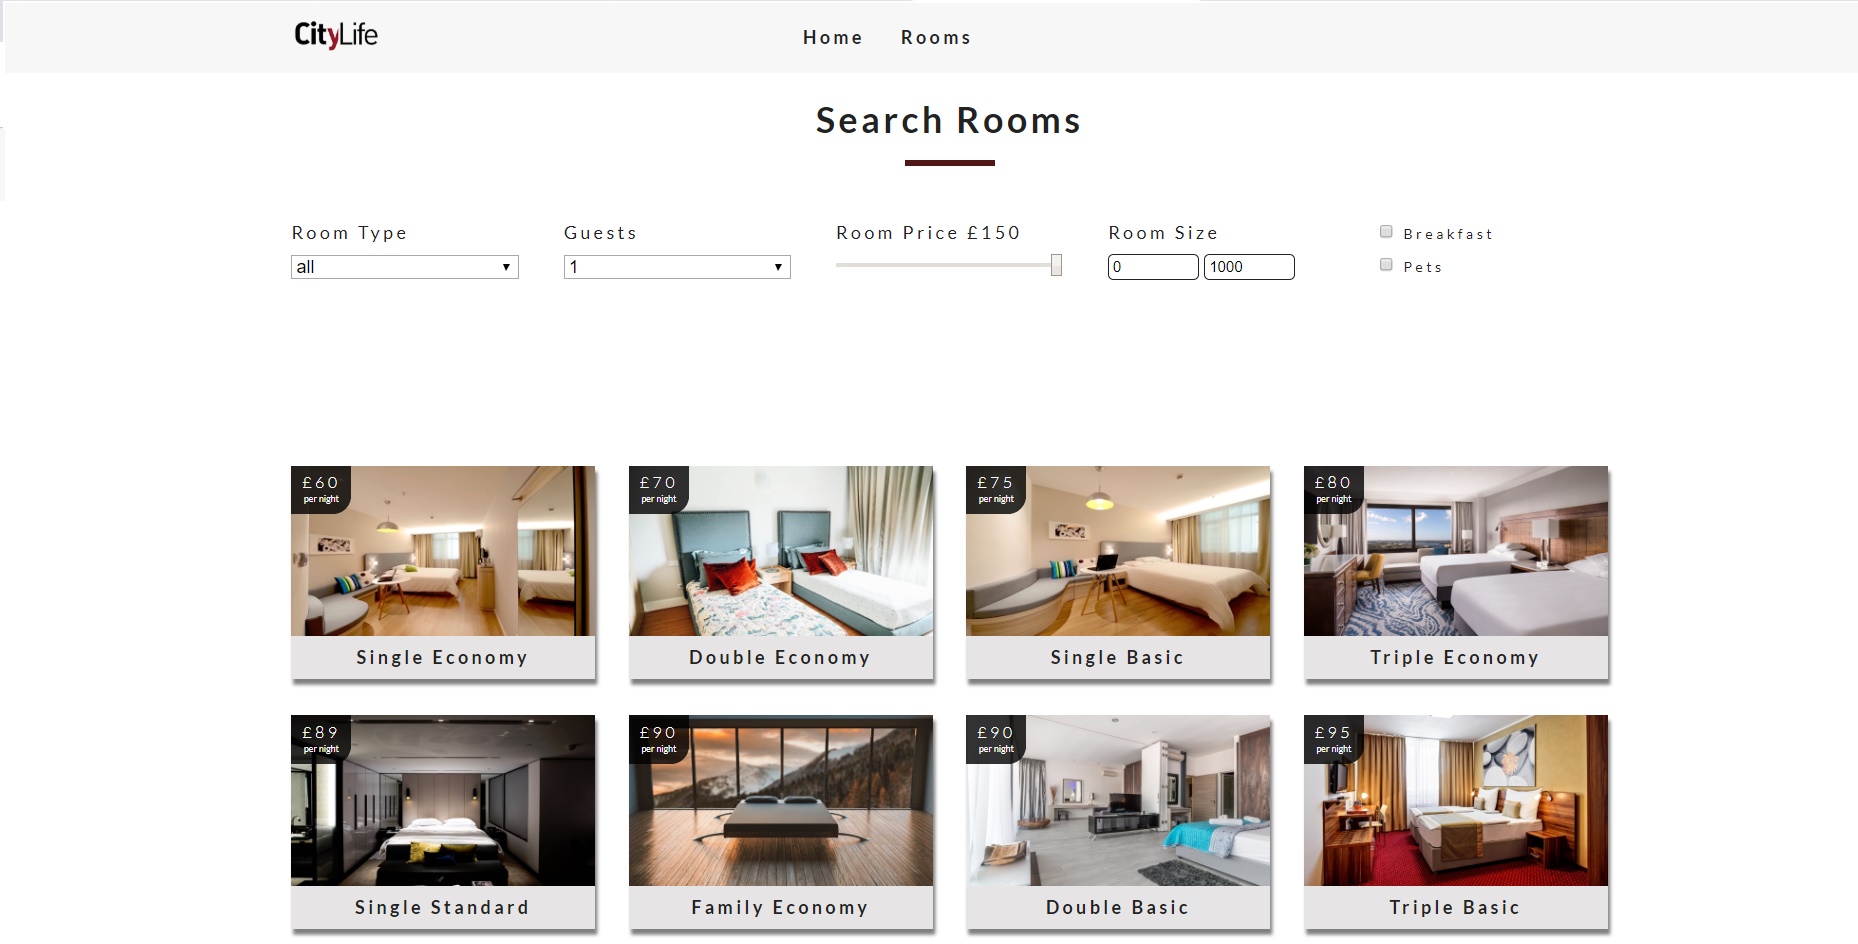 CityLife
Home Rooms
Search Rooms
Room Type Guests Room Price £150 Room Size Breakfast
all 1 0 1000 Pets
£60 £70 £75 £80
per night per night per night per night
Single Economy Double Economy Single Basic Triple Economy
£89 £90 £90 £95
per night per night per night per night
Single Standard Family Economy Double Basic Triple Basic